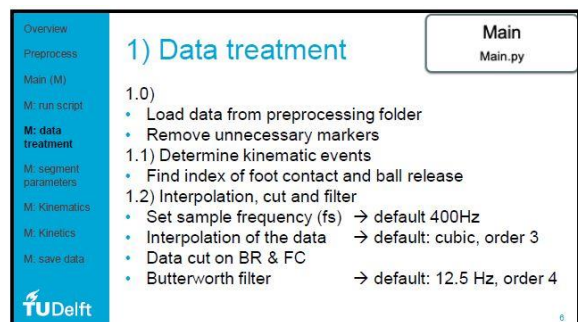 Overview
Preprocess
Main (M)
M: run script
M: data
treatment
M: segment
parameters
M: Kinematics
M: Kinetics
M: save data
TUDelft
1) Data treatment
Main
Main.py
1.0)
• Load data from preprocessing folder
• Remove unnecessary markers
1.1) Determine kinematic events
• Find index of foot contact and ball release
1.2) Interpolation, cut and filter
• Set sample frequency (fs) → default 400Hz
• Interpolation of the data → default: cubic, order 3
• Data cut on BR & FC
• Butterworth filter → default: 12.5 Hz, order 4
6